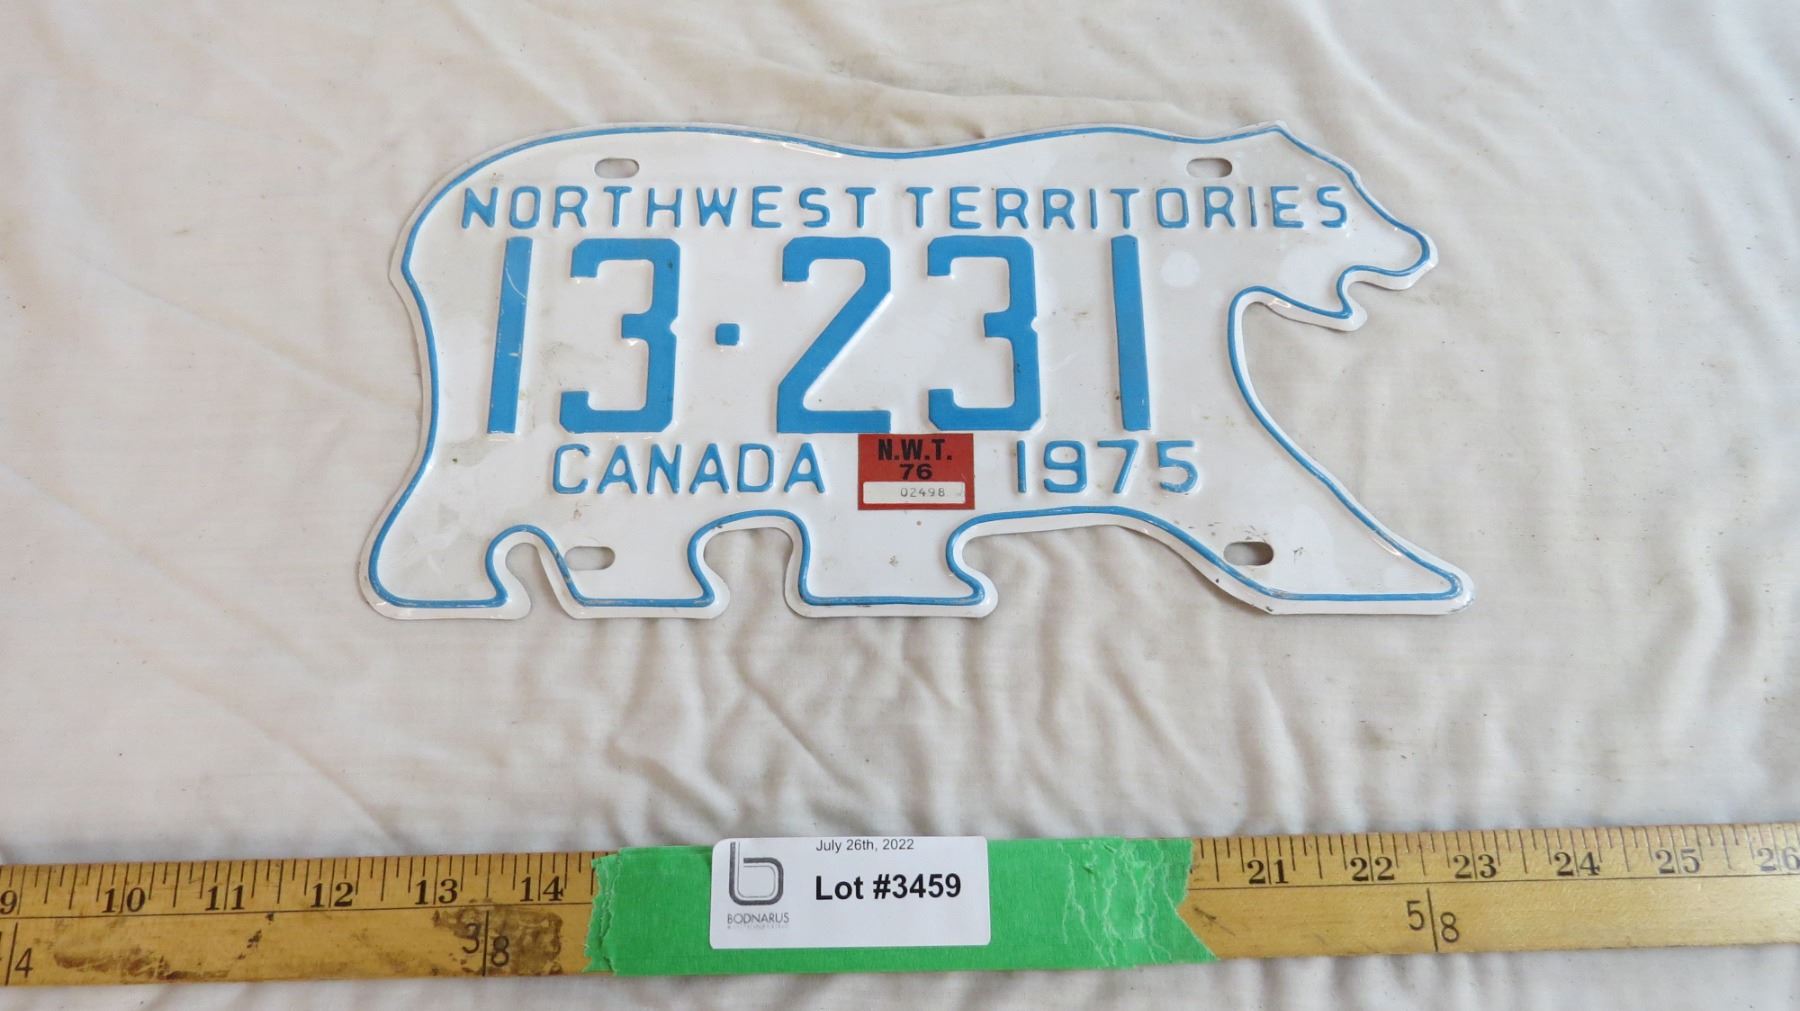 NORTHWEST TERRITORIES
13·231
CANADA 1975
N.W.T.
76
02498
July 26th, 2022
Lot #3459
b
BODNARUS
9 10 11 12 13 14 21 22 23 24 25 26
/4 3/8 5/8